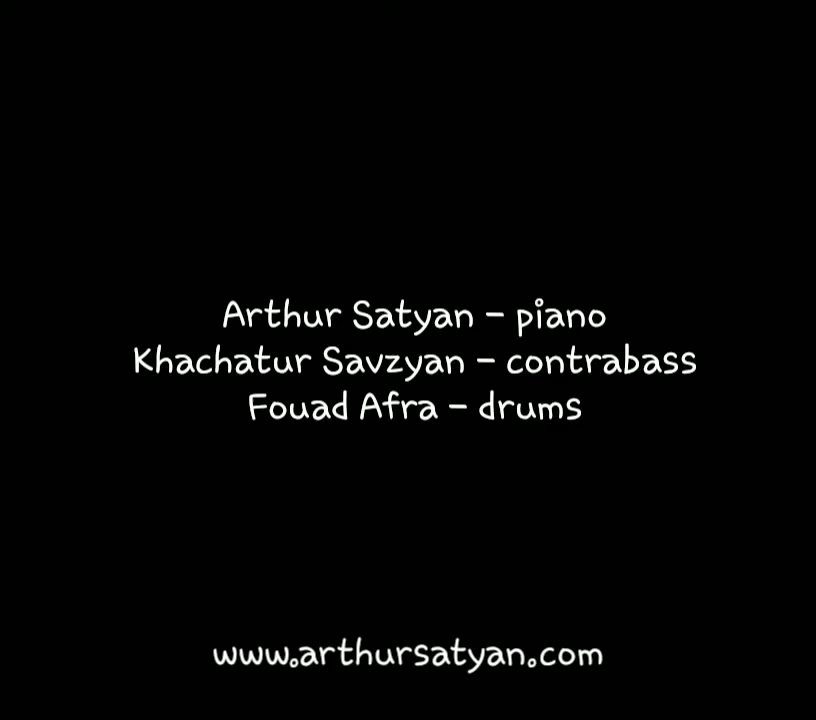 Arthur Satyan - piano
Khachatur Savzyan - contrabass
Fouad Afra - drums
www.arthursatyan.com